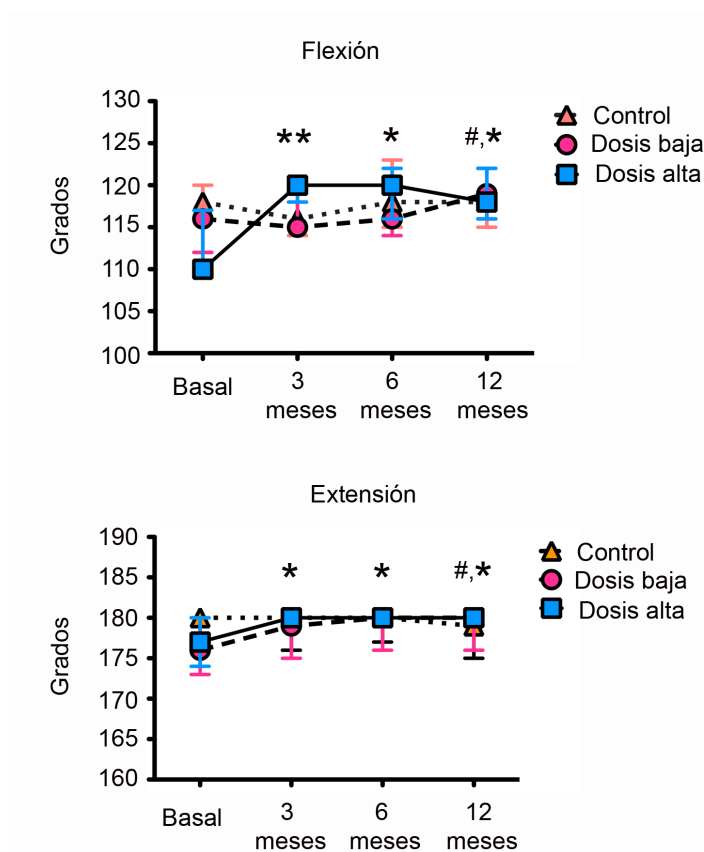 Flexión
130
125
120
115
110
105
100
Grados
** * #,*
Control
Dosis baja
Dosis alta
Basal 3 meses 6 meses 12 meses
Extensión
190
185
180
175
170
165
160
Grados
* * #,*
Control
Dosis baja
Dosis alta
Basal 3 meses 6 meses 12 meses